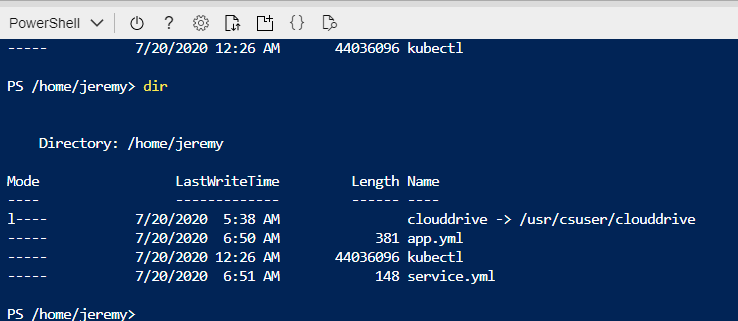 PowerShell
----- 7/20/2020 12:26 AM 44036096 kubectl
PS /home/jeremy> dir
Directory: /home/jeremy
Mode LastWriteTime Length Name
---- ------------- ------ ----
l---- 7/20/2020 5:38 AM clouddrive -> /usr/csuser/clouddrive
----- 7/20/2020 6:50 AM 381 app.yml
----- 7/20/2020 12:26 AM 44036096 kubectl
----- 7/20/2020 6:51 AM 148 service.yml
PS /home/jeremy>